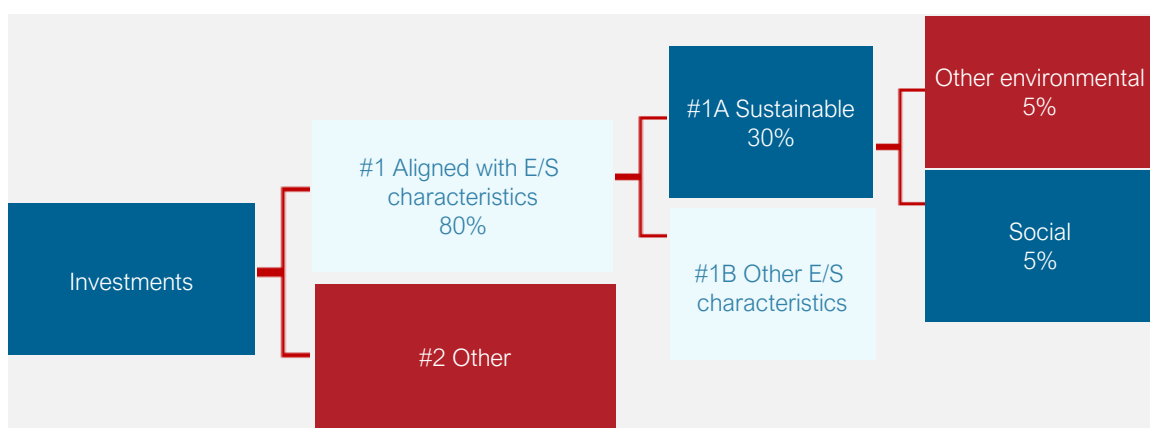 Investments
#1 Aligned with E/S
characteristics
80%
#2 Other
#1A Sustainable
30%
#1B Other E/S
characteristics
Other environmental
5%
Social
5%